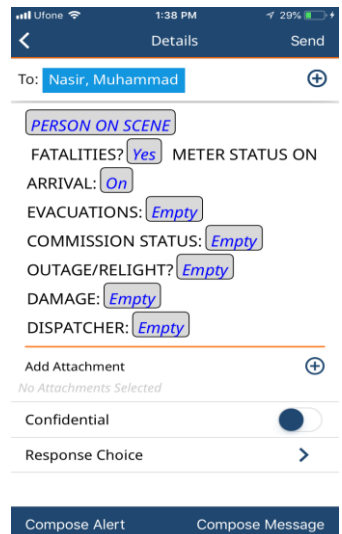 Ufone 1:38 PM 29%
Details Send
To: Nasir, Muhammad
PERSON ON SCENE
FATALITIES? Yes METER STATUS ON
ARRIVAL: On
EVACUATIONS: Empty
COMMISSION STATUS: Empty
OUTAGE/RELIGHT? Empty
DAMAGE: Empty
DISPATCHER: Empty
Add Attachment
No Attachments Selected
Confidential
Response Choice
Compose Alert Compose Message